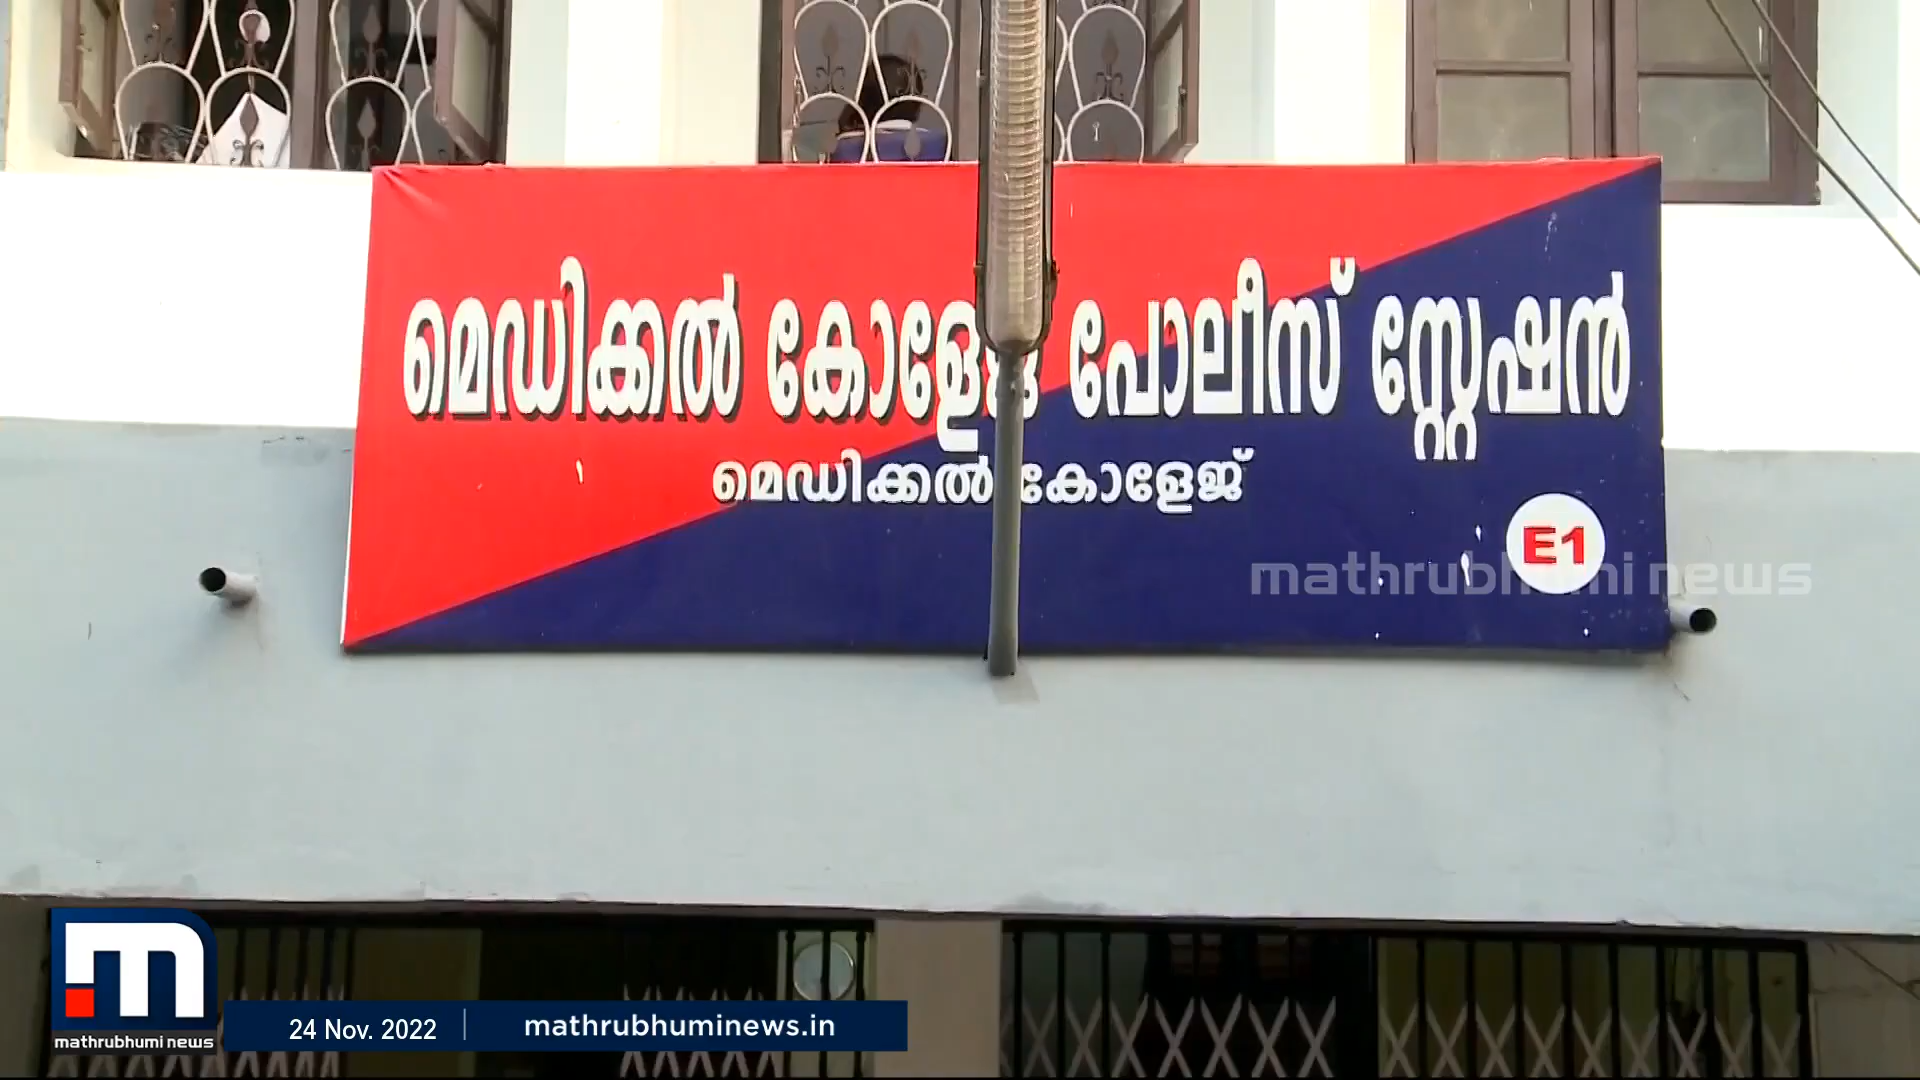 മെഡിക്കൽ കോളേജ് പോലീസ് സ്റ്റേഷൻ
മെഡിക്കൽ കോളേജ്
E1
mathrubhumi news
24 Nov. 2022
mathrubhuminews.in
mathrubhumi news